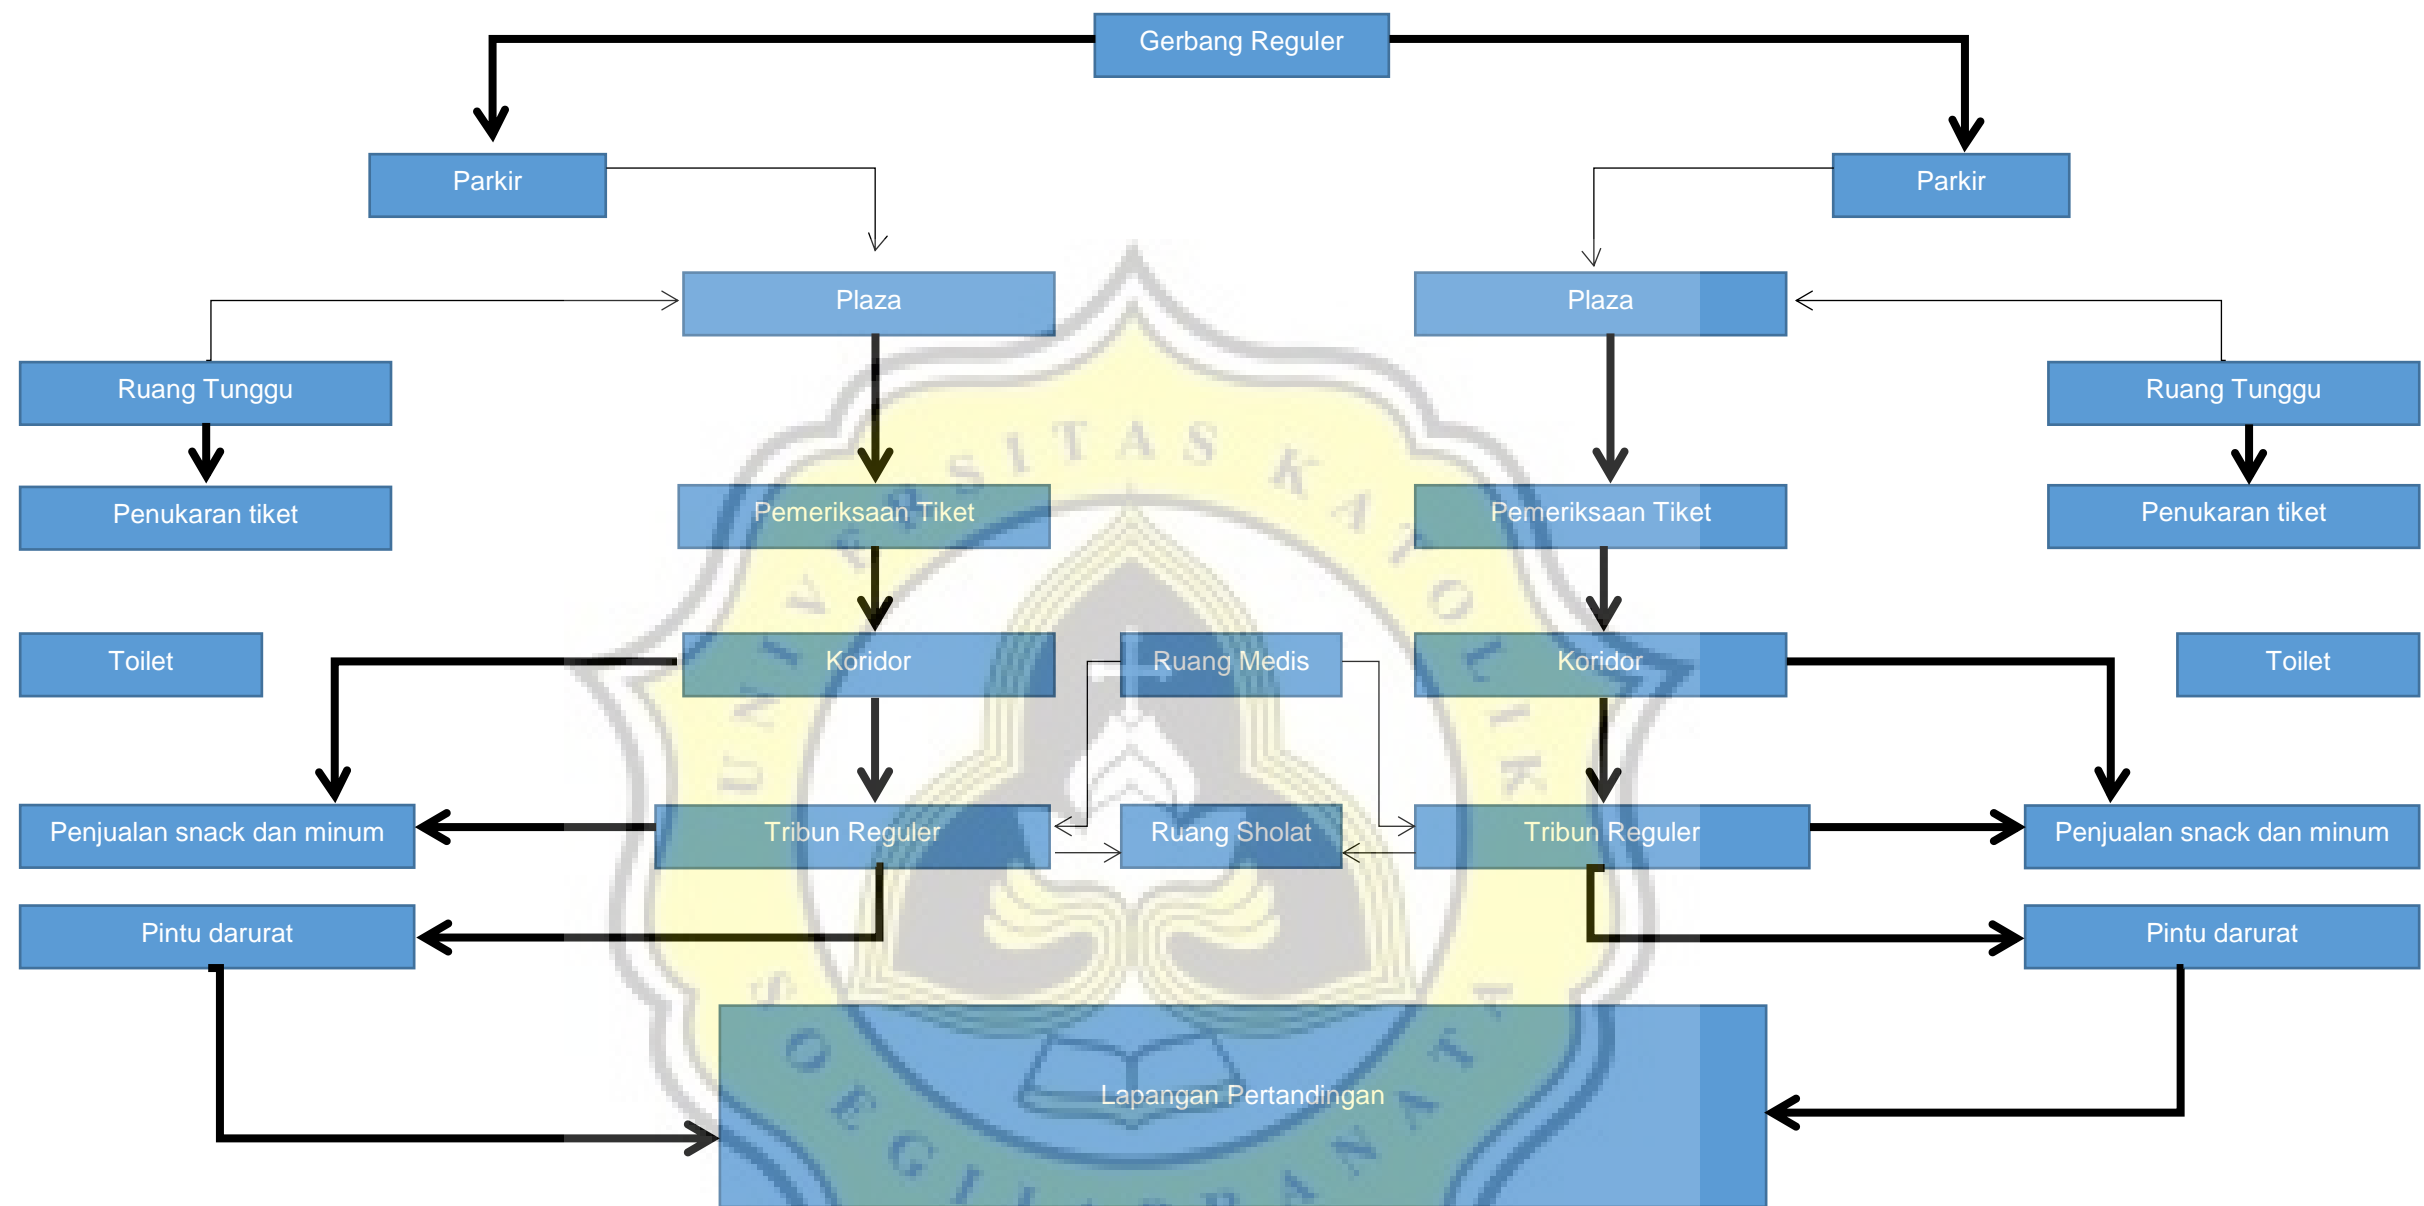 Gerbang Reguler
Parkir
Parkir
Plaza
Plaza
Ruang Tunggu
Ruang Tunggu
Penukaran tiket
Pemeriksaan Tiket
Pemeriksaan Tiket
Penukaran tiket
Toilet
Koridor
Ruang Medis
Koridor
Toilet
Penjualan snack dan minum
Tribun Reguler
Ruang Sholat
Tribun Reguler
Penjualan snack dan minum
Pintu darurat
Pintu darurat
Lapangan Pertandingan
UNIVERSITAS KATOLIK